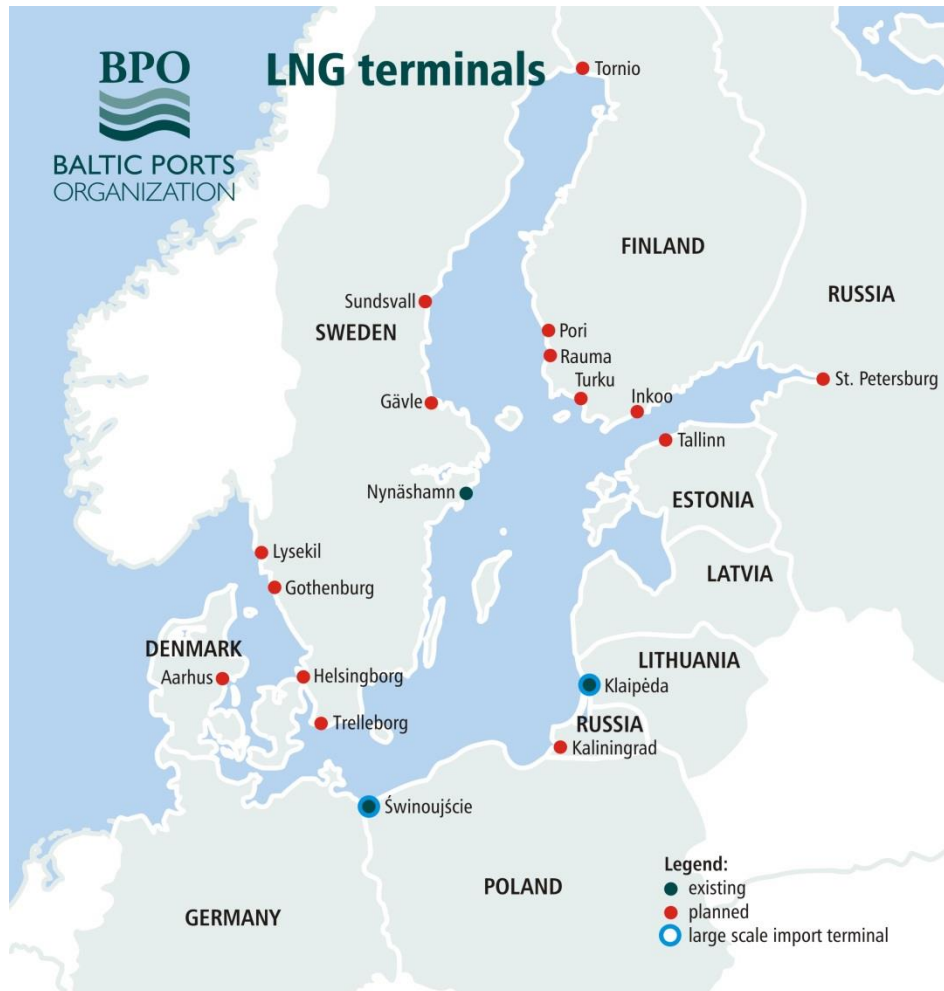 BPO
BALTIC PORTS
ORGANIZATION
LNG terminals
Tornio
FINLAND
RUSSIA
Sundsvall
SWEDEN
Pori
Rauma
Turku
St. Petersburg
Gävle
Inkoo
Tallinn
Nynäshamn
ESTONIA
Lysekil
LATVIA
Gothenburg
DENMARK
LITHUANIA
Aarhus
Helsingborg
Klaipėda
Trelleborg
RUSSIA
Kaliningrad
Świnoujście
Legend:
existing
planned
large scale import terminal
POLAND
GERMANY